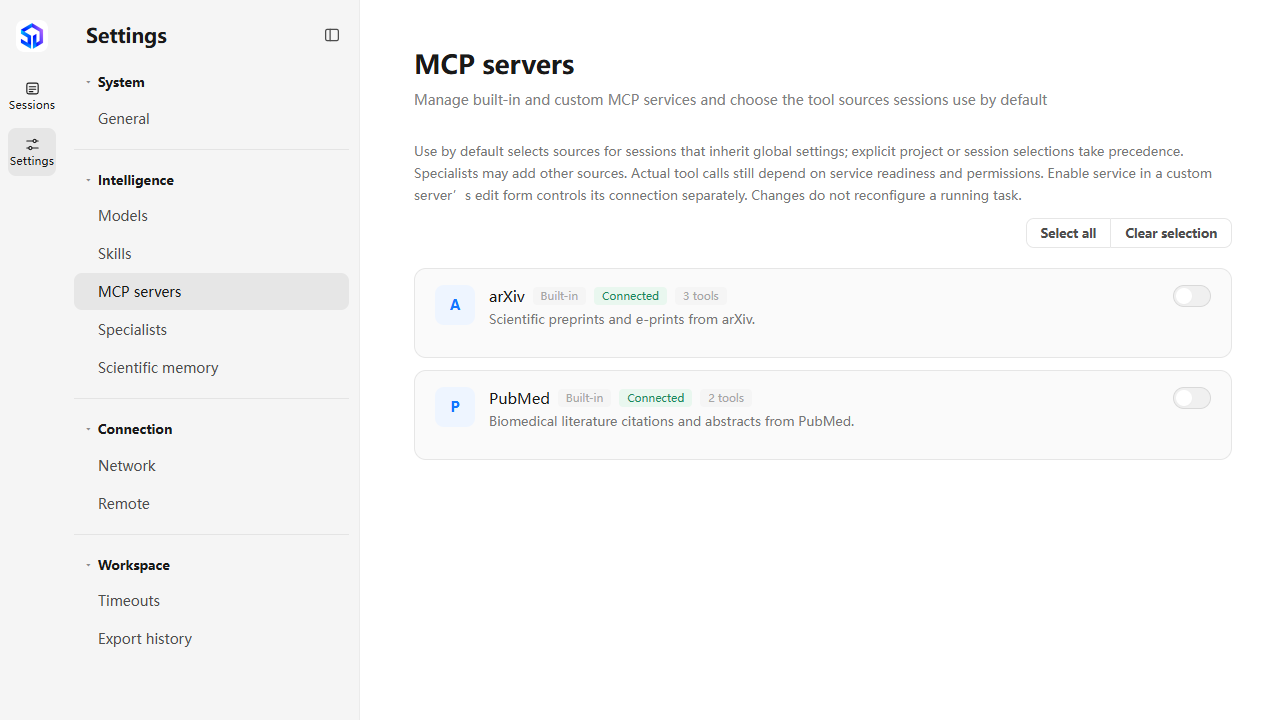 Settings
Sessions
Settings
System
General
Intelligence
Models
Skills
MCP servers
Specialists
Scientific memory
Connection
Network
Remote
Workspace
Timeouts
Export history
MCP servers
Manage built-in and custom MCP services and choose the tool sources sessions use by default
Use by default selects sources for sessions that inherit global settings; explicit project or session selections take precedence.
Specialists may add other sources. Actual tool calls still depend on service readiness and permissions. Enable service in a custom
server’s edit form controls its connection separately. Changes do not reconfigure a running task.
Select all Clear selection
A arXiv Built-in Connected 3 tools
Scientific preprints and e-prints from arXiv.
P PubMed Built-in Connected 2 tools
Biomedical literature citations and abstracts from PubMed.